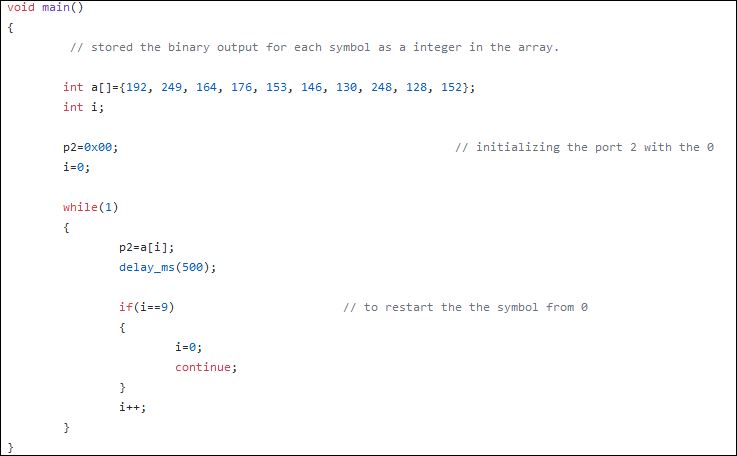 void main()
{
// stored the binary output for each symbol as a integer in the array.
int a[]={192, 249, 164, 176, 153, 146, 130, 248, 128, 152};
int i;
p2=0x00; // initializing the port 2 with the 0
i=0;
while(1)
{
p2=a[i];
delay_ms(500);
if(i==9) // to restart the the symbol from 0
{
i=0;
continue;
}
i++;
}
}